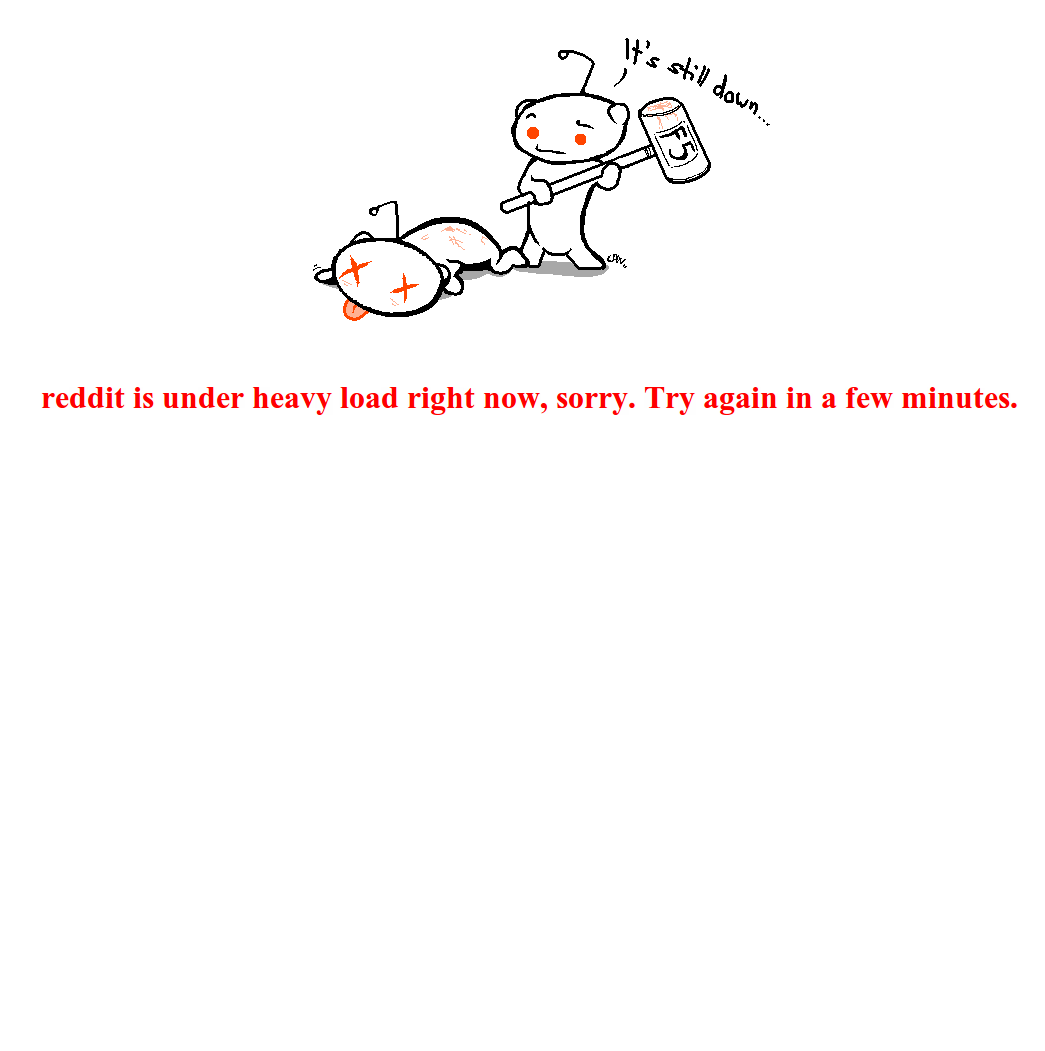 It's still down...
F5
reddit is under heavy load right now, sorry. Try again in a few minutes.